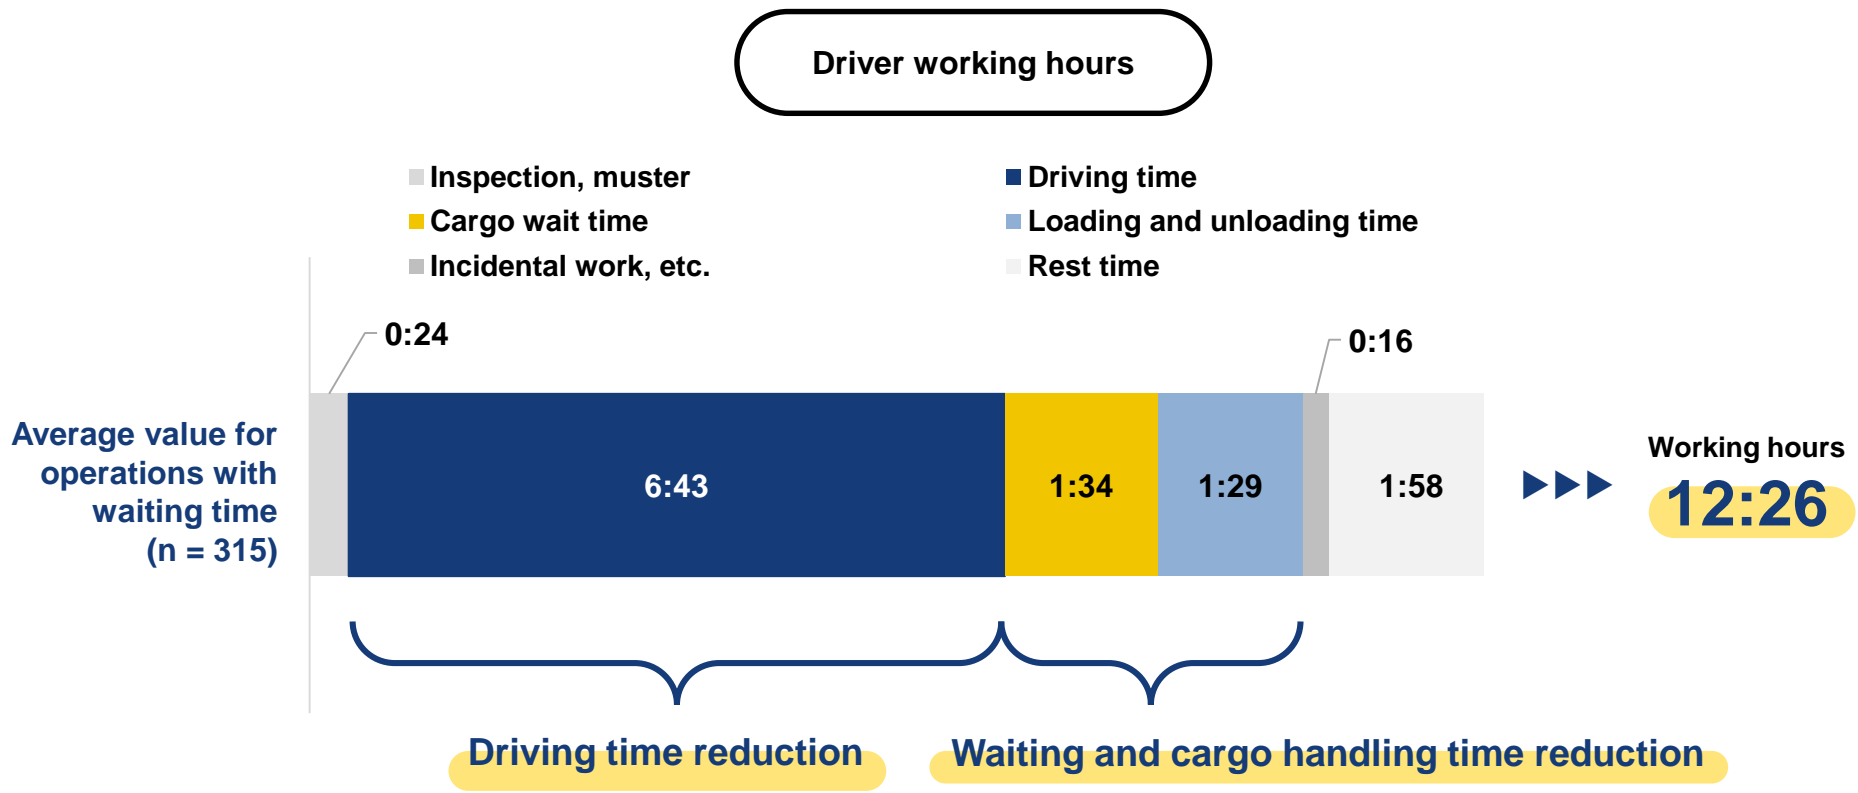 Driver working hours
Inspection, muster
Driving time
Cargo wait time
Loading and unloading time
Incidental work, etc.
Rest time
0:24
0:16
Average value for
operations with
waiting time
(n = 315)
6:43
1:34
1:29
1:58
Working hours
12:26
Driving time reduction
Waiting and cargo handling time reduction